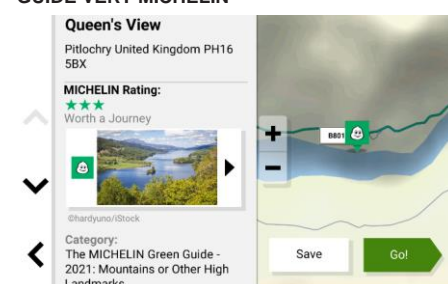 GUIDE VERT MICHELIN
Queen's View
Pitlochry United Kingdom PH16
5BX
MICHELIN Rating:
Worth a Journey
©hardyuno/iStock
Category:
The MICHELIN Green Guide -
2021: Mountains or Other High
Landmarks
B801
+
−
Save
Go!